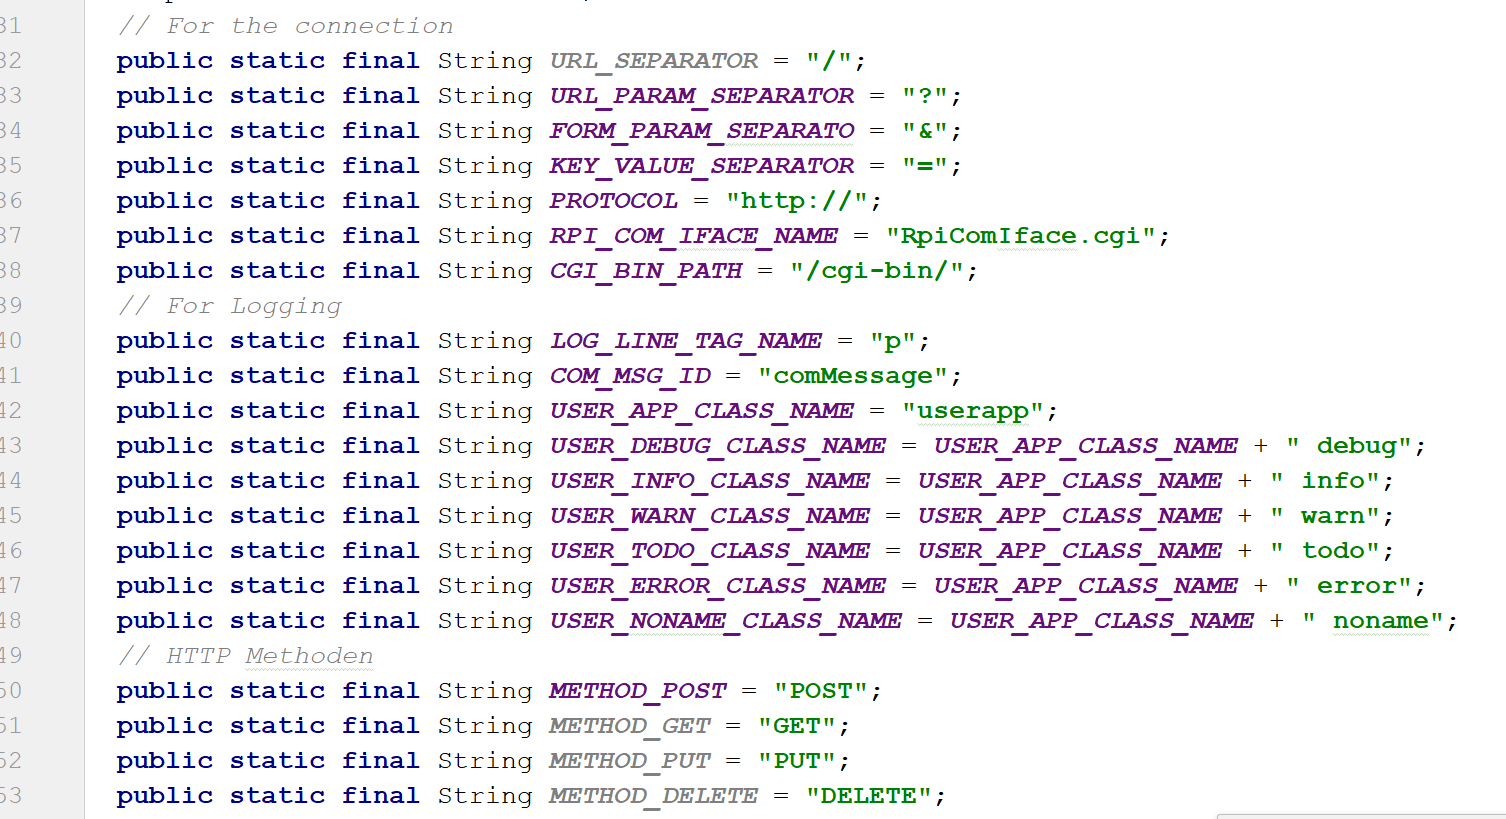 // For the connection
32 public static final String URL_SEPARATOR = "/";
33 public static final String URL_PARAM_SEPARATOR = "?";
34 public static final String FORM_PARAM_SEPARATO = "&";
35 public static final String KEY_VALUE_SEPARATOR = "=";
36 public static final String PROTOCOL = "http://";
37 public static final String RPI_COM_IFACE_NAME = "RpiComIface.cgi";
38 public static final String CGI_BIN_PATH = "/cgi-bin/";
39 // For Logging
40 public static final String LOG_LINE_TAG_NAME = "p";
41 public static final String COM_MSG_ID = "comMessage";
42 public static final String USER_APP_CLASS_NAME = "userapp";
43 public static final String USER_DEBUG_CLASS_NAME = USER_APP_CLASS_NAME + " debug";
44 public static final String USER_INFO_CLASS_NAME = USER_APP_CLASS_NAME + " info";
45 public static final String USER_WARN_CLASS_NAME = USER_APP_CLASS_NAME + " warn";
46 public static final String USER_TODO_CLASS_NAME = USER_APP_CLASS_NAME + " todo";
47 public static final String USER_ERROR_CLASS_NAME = USER_APP_CLASS_NAME + " error";
48 public static final String USER_NONAME_CLASS_NAME = USER_APP_CLASS_NAME + " noname";
49 // HTTP Methoden
50 public static final String METHOD_POST = "POST";
51 public static final String METHOD_GET = "GET";
52 public static final String METHOD_PUT = "PUT";
53 public static final String METHOD_DELETE = "DELETE";